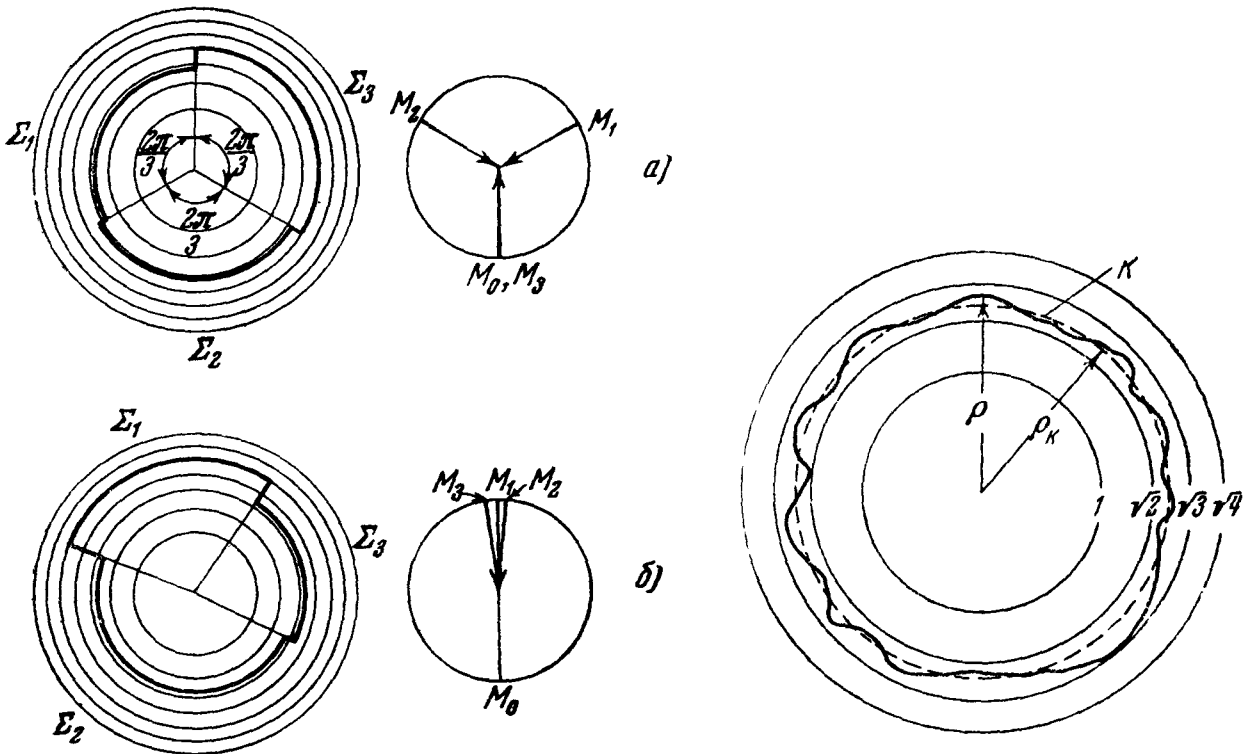 Σ₁
Σ₃
2π/3
2π/3
2π/3
Σ₂
M₂
M₁
M₀, M₃
а)
Σ₁
Σ₃
Σ₂
M₃ M₁ M₂
M₀
б)
K
ρ
ρ_K
1 √2 √3 √4